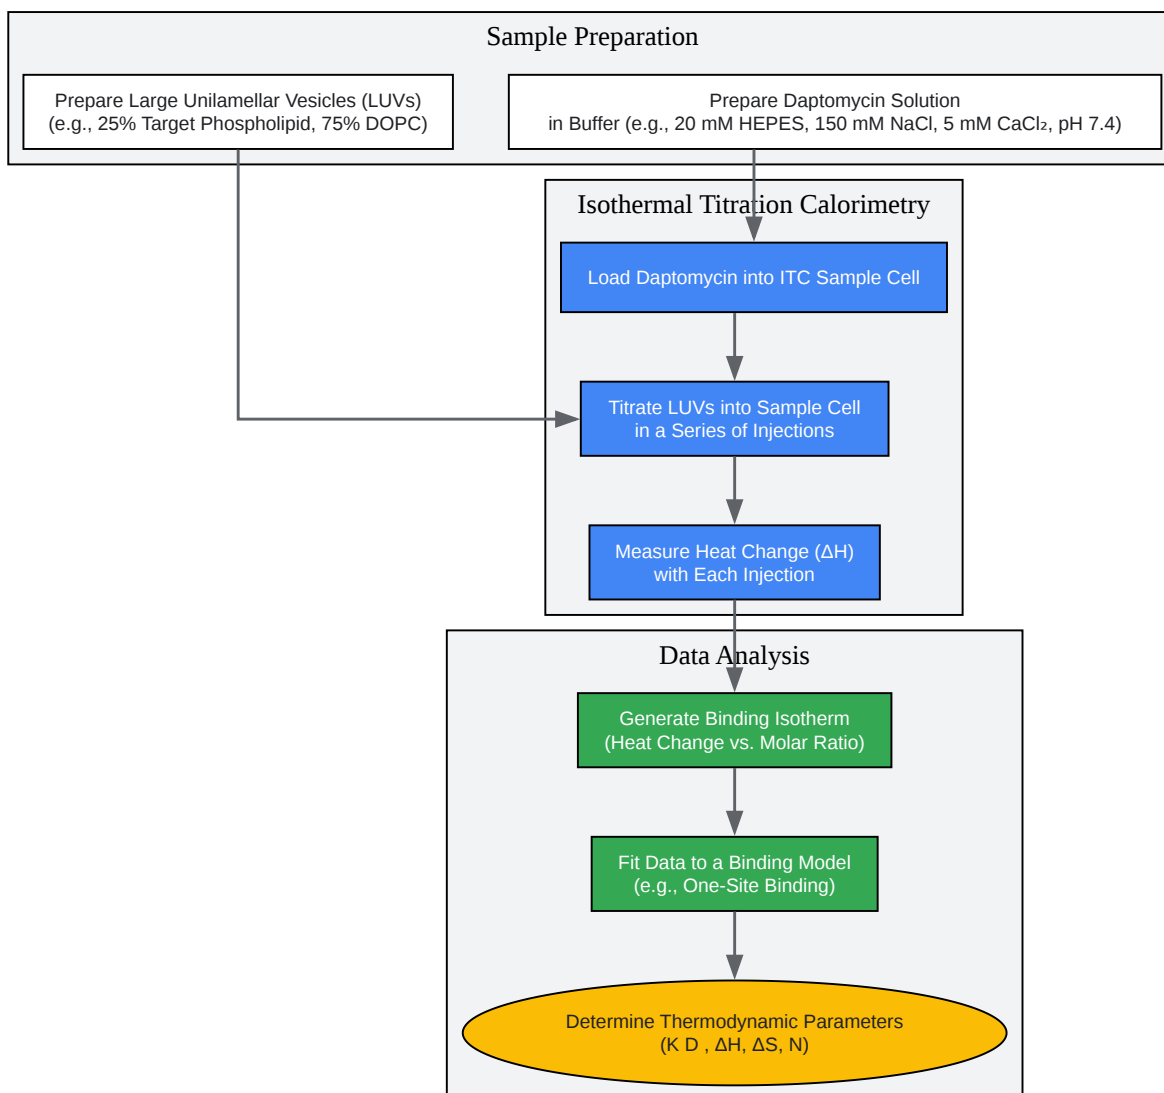 Sample Preparation
Prepare Large Unilamellar Vesicles (LUVs)
(e.g., 25% Target Phospholipid, 75% DOPC)
Prepare Daptomycin Solution
in Buffer (e.g., 20 mM HEPES, 150 mM NaCl, 5 mM CaCl₂, pH 7.4)
Isothermal Titration Calorimetry
Load Daptomycin into ITC Sample Cell
Titrate LUVs into Sample Cell
in a Series of Injections
Measure Heat Change (ΔH)
with Each Injection
Data Analysis
Generate Binding Isotherm
(Heat Change vs. Molar Ratio)
Fit Data to a Binding Model
(e.g., One-Site Binding)
Determine Thermodynamic Parameters
(K D , ΔH, ΔS, N)